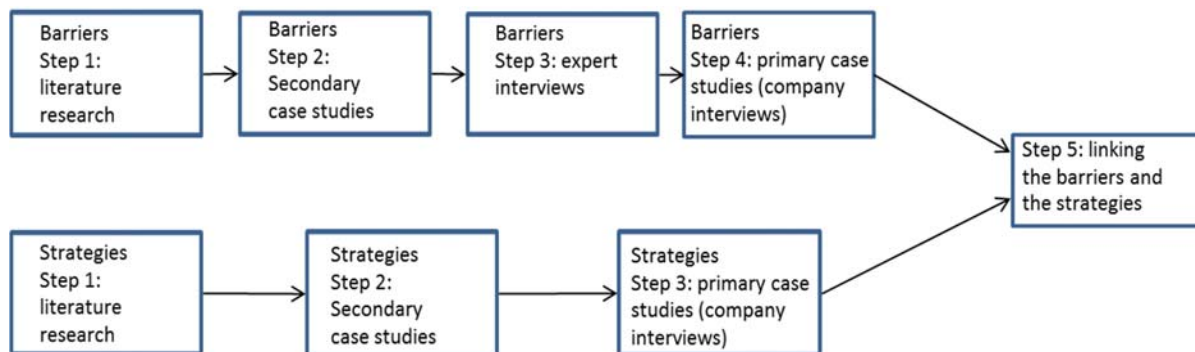 Barriers
Step 1:
literature
research
Barriers
Step 2:
Secondary
case studies
Barriers
Step 3: expert
interviews
Barriers
Step 4: primary case
studies (company
interviews)
Step 5: linking
the barriers and
the strategies
Strategies
Step 1:
literature
research
Strategies
Step 2:
Secondary
case studies
Strategies
Step 3: primary case
studies (company
interviews)